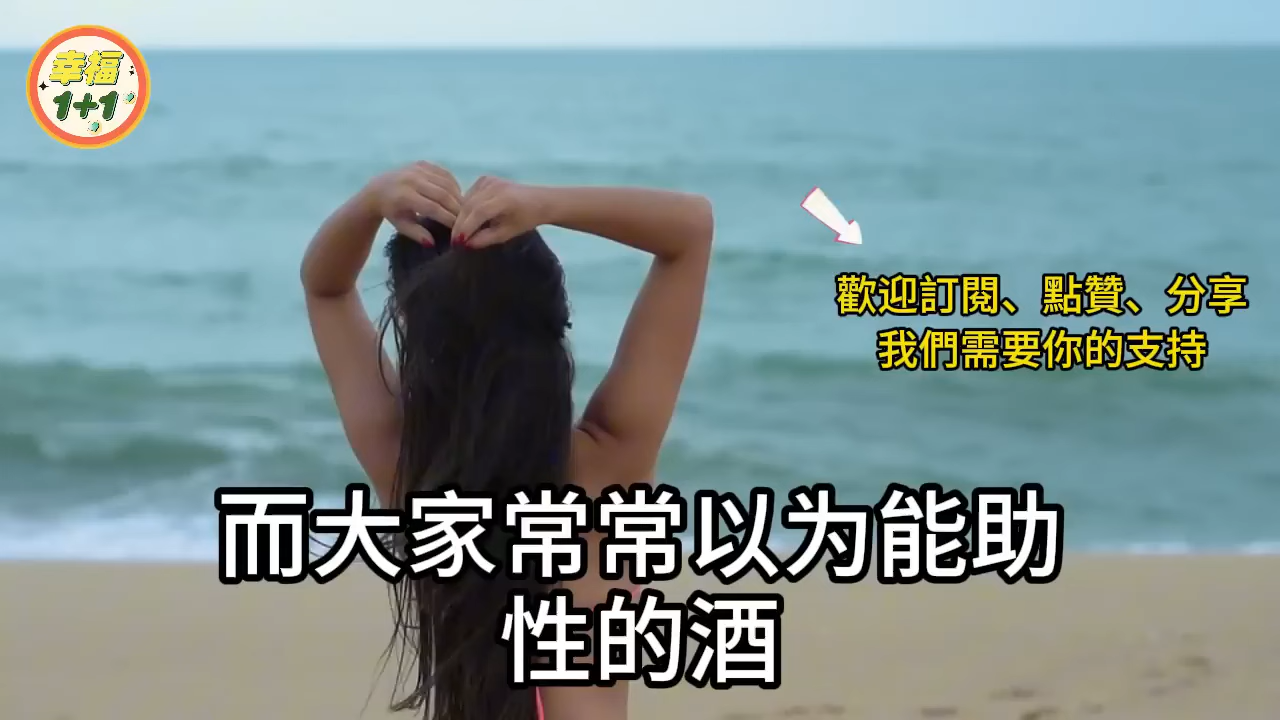 幸福
1+1
歡迎訂閱、點贊、分享
我們需要你的支持
而大家常常以为能助
性的酒